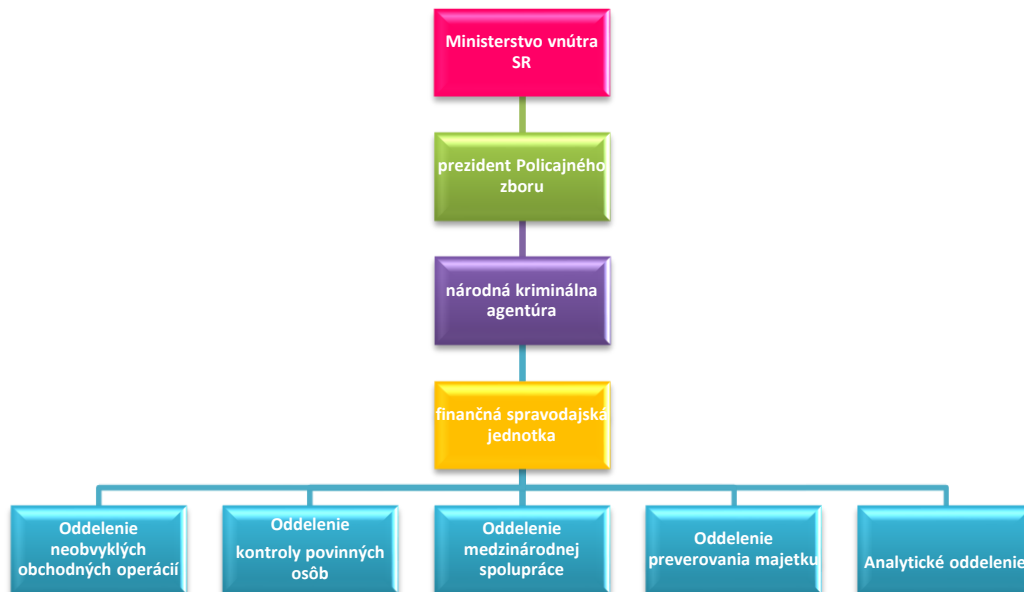 Ministerstvo vnútra
SR
prezident Policajného
zboru
národná kriminálna
agentúra
finančná spravodajská
jednotka
Oddelenie
neobvyklých
obchodných operácií
Oddelenie
kontroly povinných
osôb
Oddelenie
medzinárodnej
spolupráce
Oddelenie
preverovania majetku
Analytické oddelenie